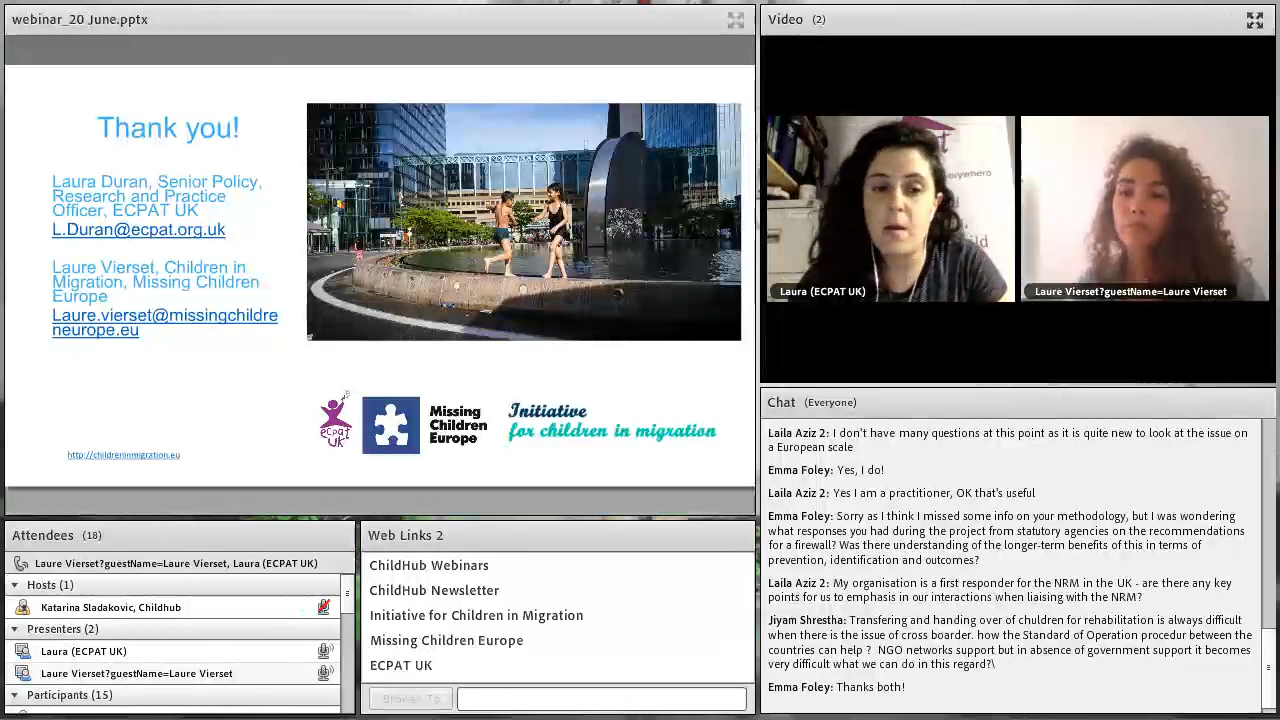 webinar_20 June.pptx
Thank you!
Laura Duran, Senior Policy,
Research and Practice
Officer, ECPAT UK
L.Duran@ecpat.org.uk
Laure Vierset, Children in
Migration, Missing Children
Europe
Laure.vierset@missingchildre
neurope.eu
ecpat
UK
Missing
Children
Europe
Initiative
for children in migration
http://childreninmigration.eu
Video (2)
everywhere
Laura (ECPAT UK)
Laure Vierset?guestName=Laure Vierset
Chat (Everyone)
Laila Aziz 2: I don't have many questions at this point as it is quite new to look at the issue on
a European scale
Emma Foley: Yes, I do!
Laila Aziz 2: Yes I am a practitioner, OK that's useful
Emma Foley: Sorry as I think I missed some info on your methodology, but I was wondering
what responses you had during the project from statutory agencies on the recommendations
for a firewall? Was there understanding of the longer-term benefits of this in terms of
prevention, identification and outcomes?
Laila Aziz 2: My organisation is a first responder for the NRM in the UK - are there any key
points for us to emphasis in our interactions when liaising with the NRM?
Jiyam Shrestha: Transfering and handing over of children for rehabilitation is always difficult
when there is the issue of cross boarder. how the Standard of Operation procedur between the
countries can help ? NGO networks support but in absence of government support it becomes
very difficult what we can do in this regard?\
Emma Foley: Thanks both!
Attendees (18)
Laure Vierset?guestName=Laure Vierset, Laura (ECPAT UK)
Hosts (1)
Katarina Sladakovic, Childhub
Presenters (2)
Laura (ECPAT UK)
Laure Vierset?guestName=Laure Vierset
Participants (15)
Web Links 2
ChildHub Webinars
ChildHub Newsletter
Initiative for Children in Migration
Missing Children Europe
ECPAT UK
Browse To